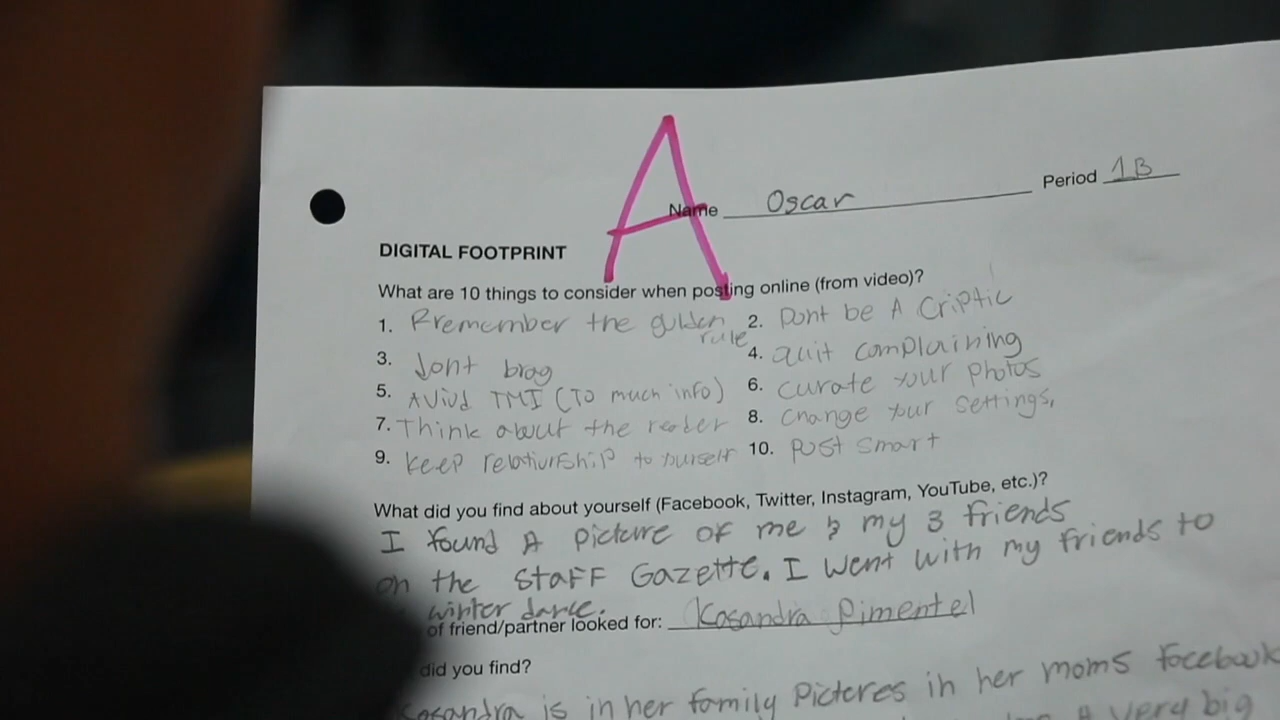 A
Name Oscar Period 1B
DIGITAL FOOTPRINT
What are 10 things to consider when posting online (from video)?
1. Rremember the gulden rule 2. Dont be A Criptic
3. dont brag 4. Quit complaining
5. Aviud TMI (To much info) 6. curate your photos
7. Think about the reader 8. change your settings,
9. keep relatiurship to yourself 10. Post smart
What did you find about yourself (Facebook, Twitter, Instagram, YouTube, etc.)?
I found A picture of me & my 3 friends
on the Staff Gazette. I went with my friends to
winter dance.
of friend/partner looked for: Kasandra Pimentel
did you find?
Kasandra is in her family Picteres in her moms facebook
A very big